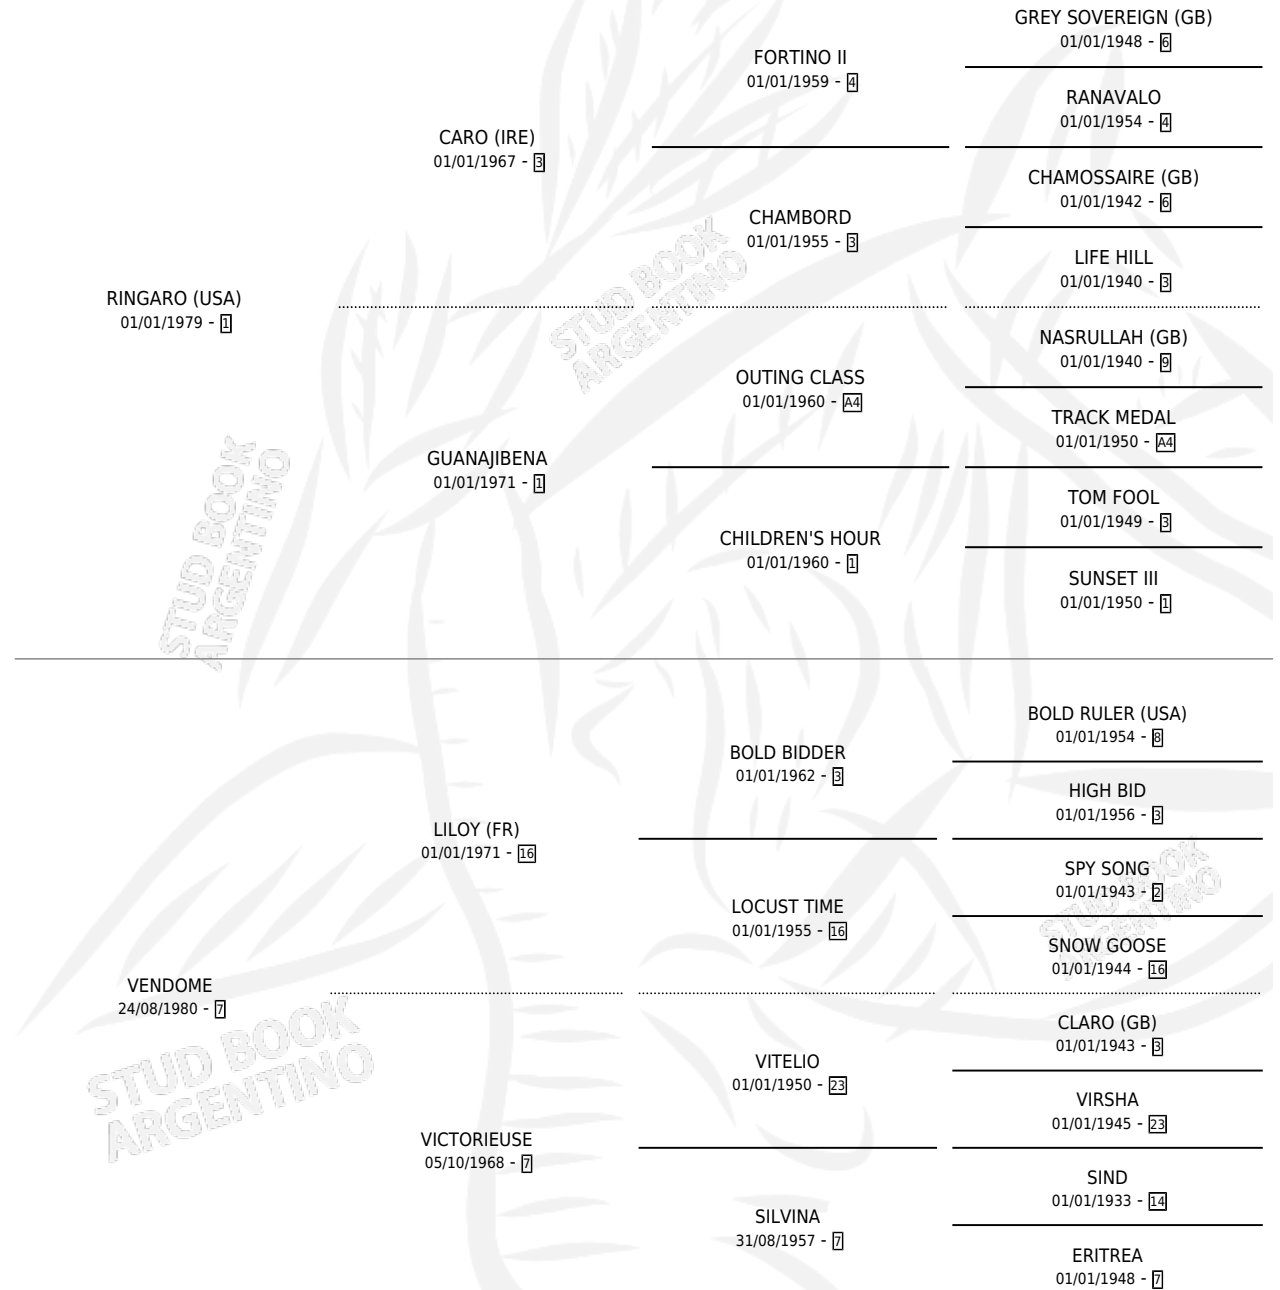 GREY SOVEREIGN (GB)
01/01/1948 - 6
FORTINO II
01/01/1959 - 4
RANAVALO
01/01/1954 - 4
CARO (IRE)
01/01/1967 - 3
CHAMOSSAIRE (GB)
01/01/1942 - 6
CHAMBORD
01/01/1955 - 3
LIFE HILL
01/01/1940 - 3
RINGARO (USA)
01/01/1979 - 1
NASRULLAH (GB)
01/01/1940 - 9
OUTING CLASS
01/01/1960 - A4
TRACK MEDAL
01/01/1950 - A4
GUANAJIBENA
01/01/1971 - 1
TOM FOOL
01/01/1949 - 3
CHILDREN'S HOUR
01/01/1960 - 1
SUNSET III
01/01/1950 - 1
STUD BOOK
ARGENTINO
STUD BOOK
ARGENTINO
BOLD RULER (USA)
01/01/1954 - 8
BOLD BIDDER
01/01/1962 - 3
HIGH BID
01/01/1956 - 3
LILOY (FR)
01/01/1971 - 16
SPY SONG
01/01/1943 - 2
LOCUST TIME
01/01/1955 - 16
SNOW GOOSE
01/01/1944 - 16
VENDOME
24/08/1980 - 7
CLARO (GB)
01/01/1943 - 3
VITELIO
01/01/1950 - 23
VIRSHA
01/01/1945 - 23
VICTORIEUSE
05/10/1968 - 7
SIND
01/01/1933 - 14
SILVINA
31/08/1957 - 7
ERITREA
01/01/1948 - 7
STUD BOOK
ARGENTINO
STUD BOOK
ARGENTINO